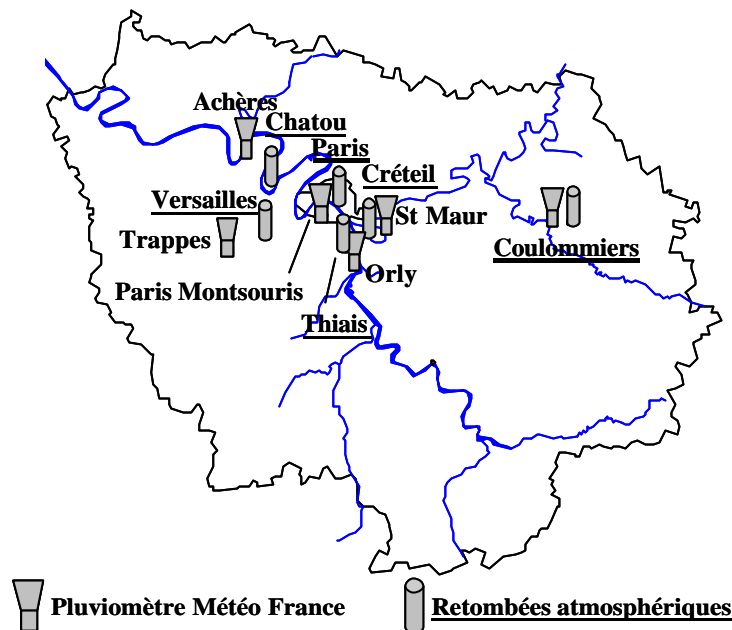 Achères
Chatou
Paris
Créteil
Versailles
St Maur
Trappes
Coulommiers
Orly
Paris Montsouris
Thiais
Pluviomètre Météo France
Retombées atmosphériques